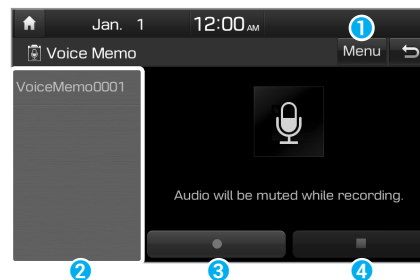 Jan. 1 12:00 AM
1
Voice Memo Menu
VoiceMemo0001
Audio will be muted while recording.
2 3 4